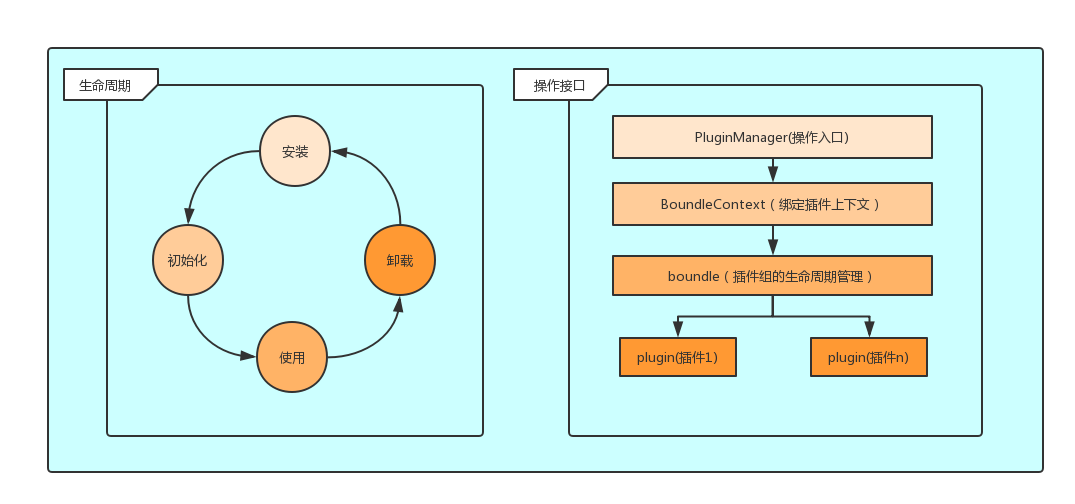 生命周期
安装
初始化
卸载
使用
操作接口
PluginManager(操作入口)
BoundleContext（绑定插件上下文）
boundle（插件组的生命周期管理）
plugin(插件1)
plugin(插件n)